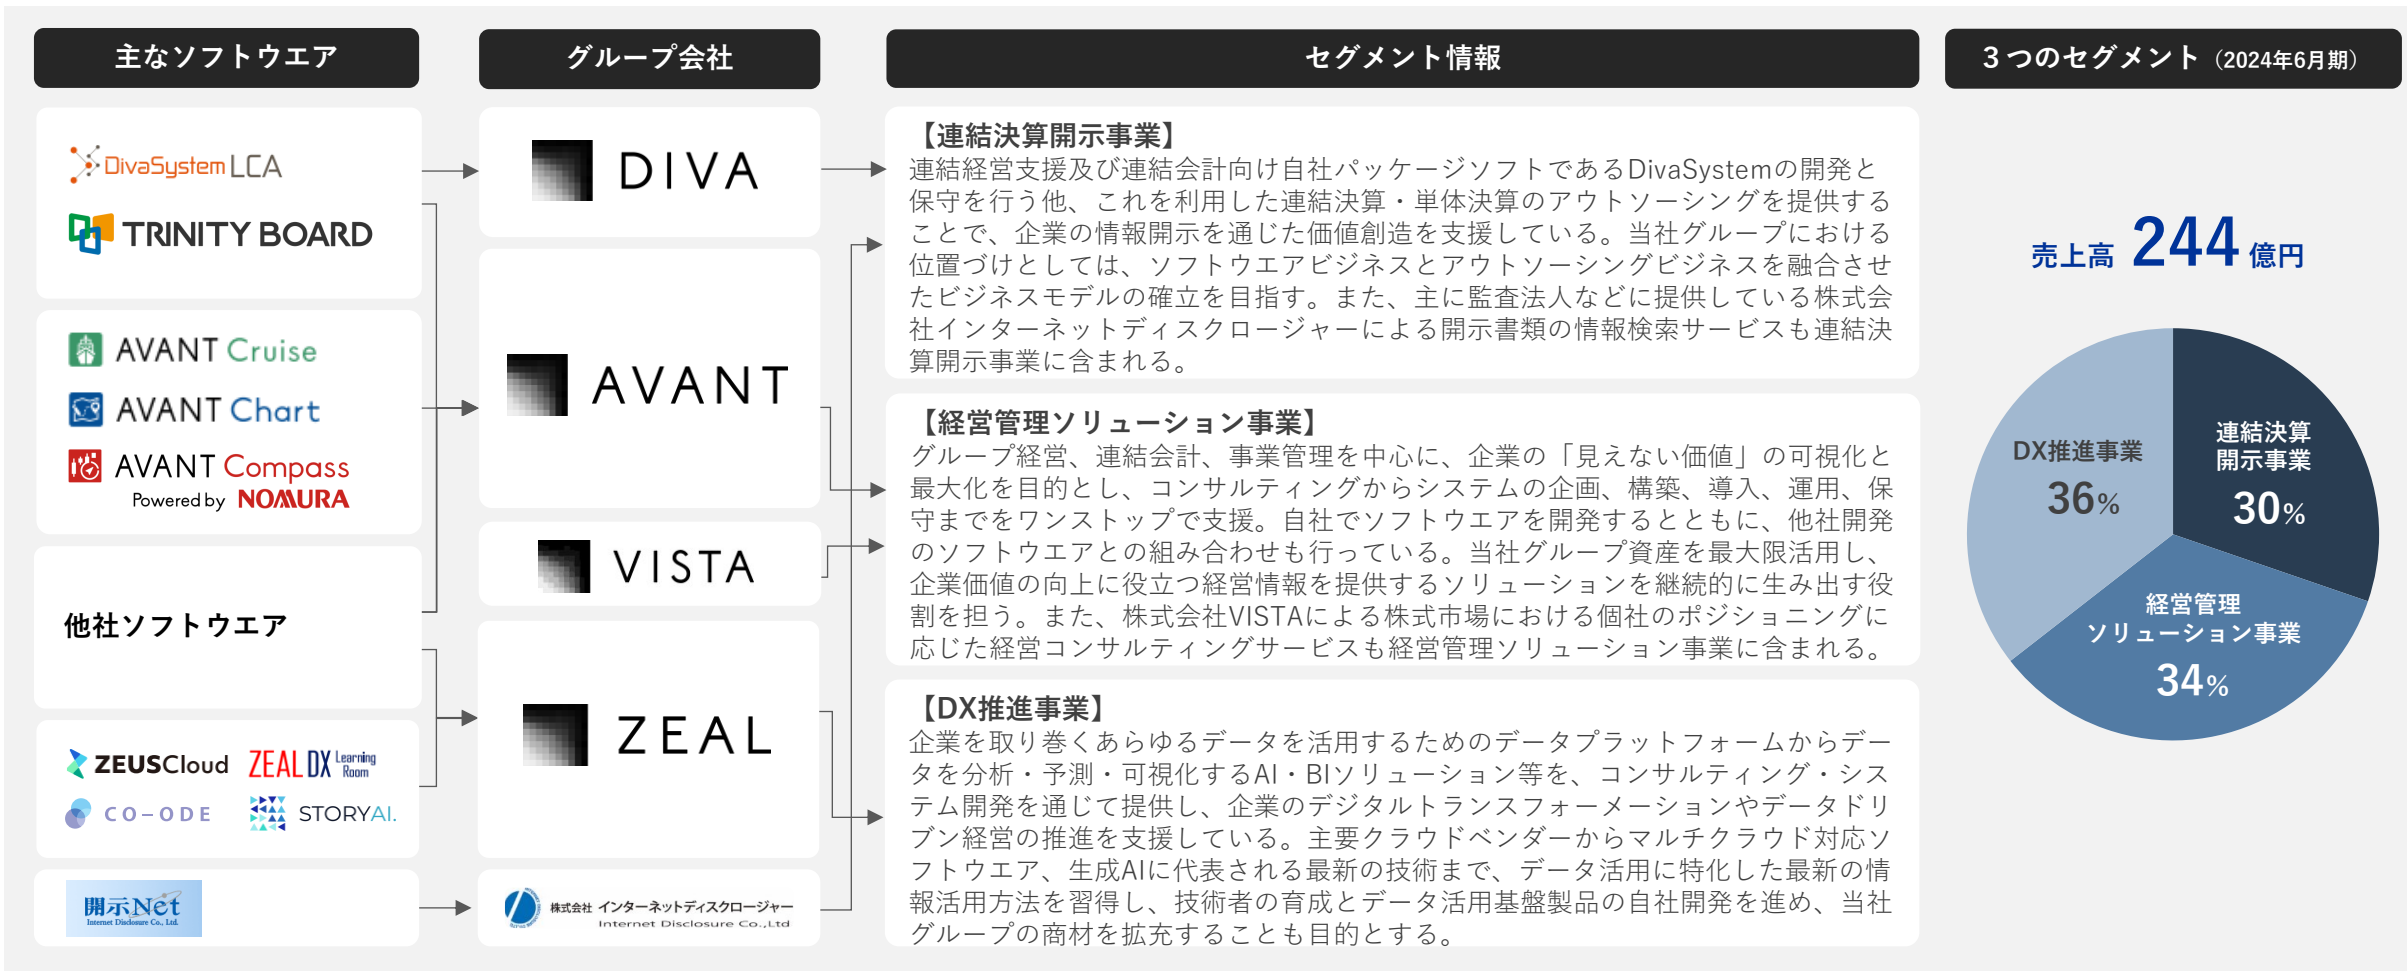 主なソフトウエア
DivaSystem LCA
TRINITY BOARD
AVANT Cruise
AVANT Chart
AVANT Compass
Powered by NOMURA
他社ソフトウエア
ZEUSCloud
ZEAL DX Learning Room
CO-ODE
STORYAI.
開示Net
Internet Disclosure Co., Ltd.
グループ会社
DIVA
AVANT
VISTA
ZEAL
株式会社 インターネットディスクロージャー
Internet Disclosure Co.,Ltd
セグメント情報
【連結決算開示事業】
連結経営支援及び連結会計向け自社パッケージソフトであるDivaSystemの開発と
保守を行う他、これを利用した連結決算・単体決算のアウトソーシングを提供する
ことで、企業の情報開示を通じた価値創造を支援している。当社グループにおける
位置づけとしては、ソフトウエアビジネスとアウトソーシングビジネスを融合させ
たビジネスモデルの確立を目指す。また、主に監査法人などに提供している株式会
社インターネットディスクロージャーによる開示書類の情報検索サービスも連結決
算開示事業に含まれる。
【経営管理ソリューション事業】
グループ経営、連結会計、事業管理を中心に、企業の「見えない価値」の可視化と
最大化を目的とし、コンサルティングからシステムの企画、構築、導入、運用、保
守までをワンストップで支援。自社でソフトウエアを開発するとともに、他社開発
のソフトウエアとの組み合わせも行っている。当社グループ資産を最大限活用し、
企業価値の向上に役立つ経営情報を提供するソリューションを継続的に生み出す役
割を担う。また、株式会社VISTAによる株式市場における個社のポジショニングに
応じた経営コンサルティングサービスも経営管理ソリューション事業に含まれる。
【DX推進事業】
企業を取り巻くあらゆるデータを活用するためのデータプラットフォームからデー
タを分析・予測・可視化するAI・BIソリューション等を、コンサルティング・シス
テム開発を通じて提供し、企業のデジタルトランスフォーメーションやデータドリ
ブン経営の推進を支援している。主要クラウドベンダーからマルチクラウド対応ソ
フトウエア、生成AIに代表される最新の技術まで、データ活用に特化した最新の情
報活用方法を習得し、技術者の育成とデータ活用基盤製品の自社開発を進め、当社
グループの商材を拡充することも目的とする。
３つのセグメント（2024年6月期）
売上高 244 億円
連結決算
開示事業
30%
経営管理
ソリューション事業
34%
DX推進事業
36%